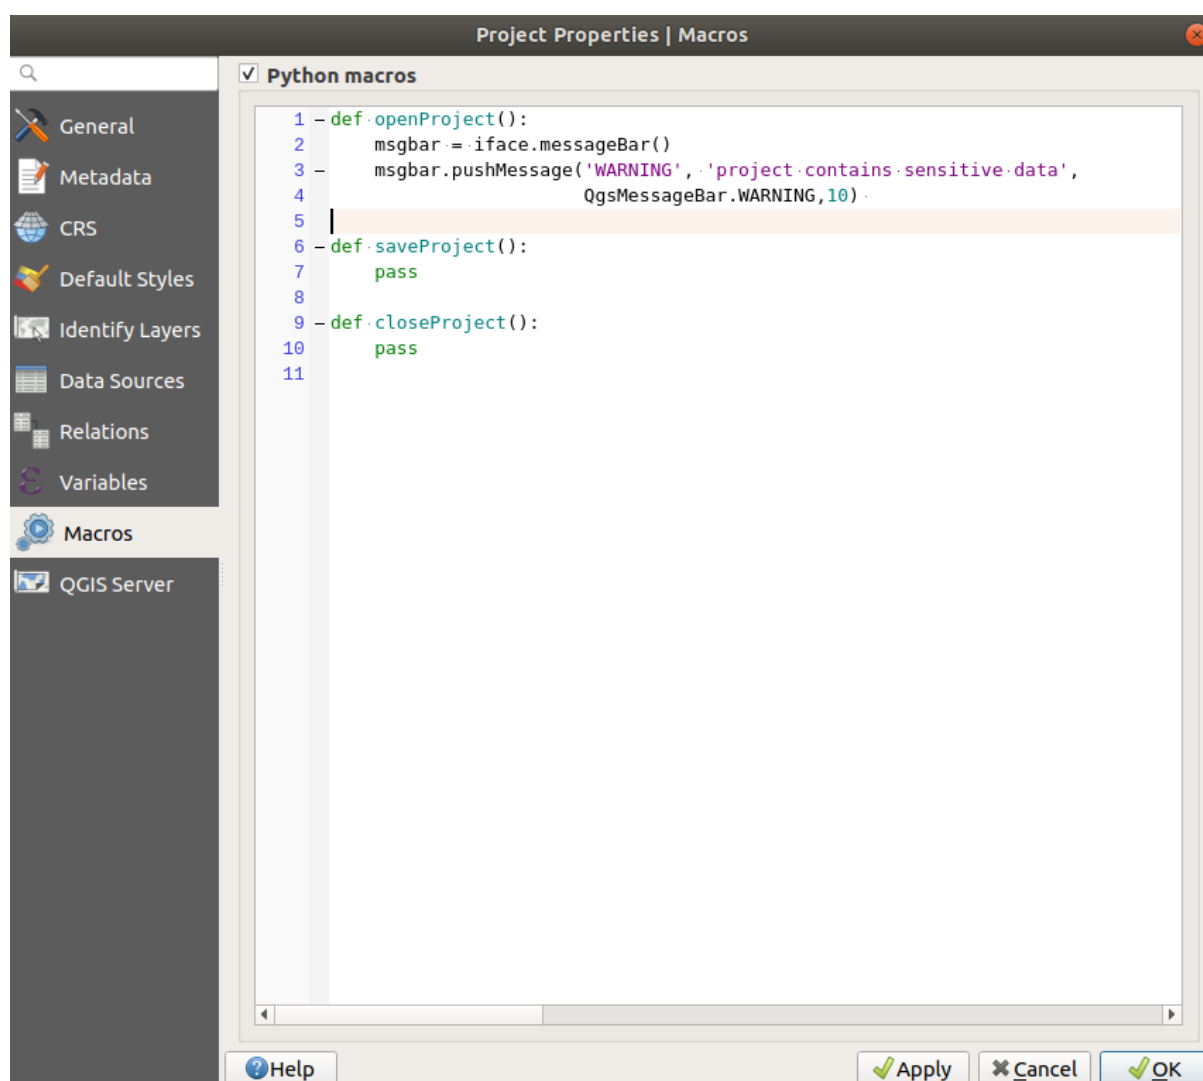 Project Properties | Macros
Python macros
General
Metadata
CRS
Default Styles
Identify Layers
Data Sources
Relations
Variables
Macros
QGIS Server
1 def openProject():
2     msgbar = iface.messageBar()
3     msgbar.pushMessage('WARNING', 'project contains sensitive data',
4                        QgsMessageBar.WARNING,10)
5
6 def saveProject():
7     pass
8
9 def closeProject():
10     pass
11
Help
Apply
Cancel
OK